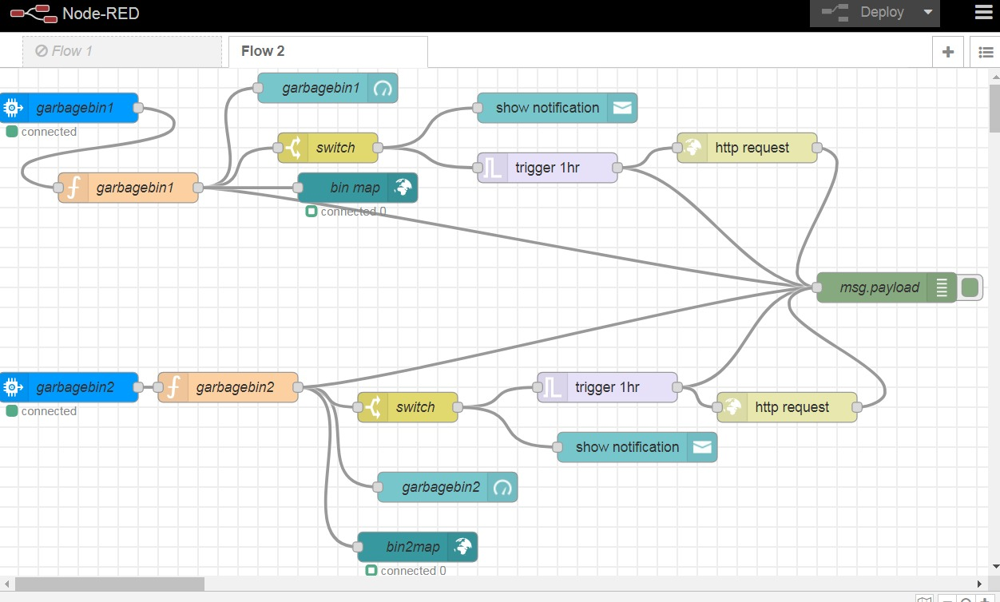 Node-RED
Deploy
Flow 1
Flow 2
garbagebin1
garbagebin1
connected
show notification
switch
http request
trigger 1hr
garbagebin1
bin map
connected 0
msg.payload
garbagebin2
garbagebin2
trigger 1hr
connected
switch
http request
show notification
garbagebin2
bin2map
connected 0